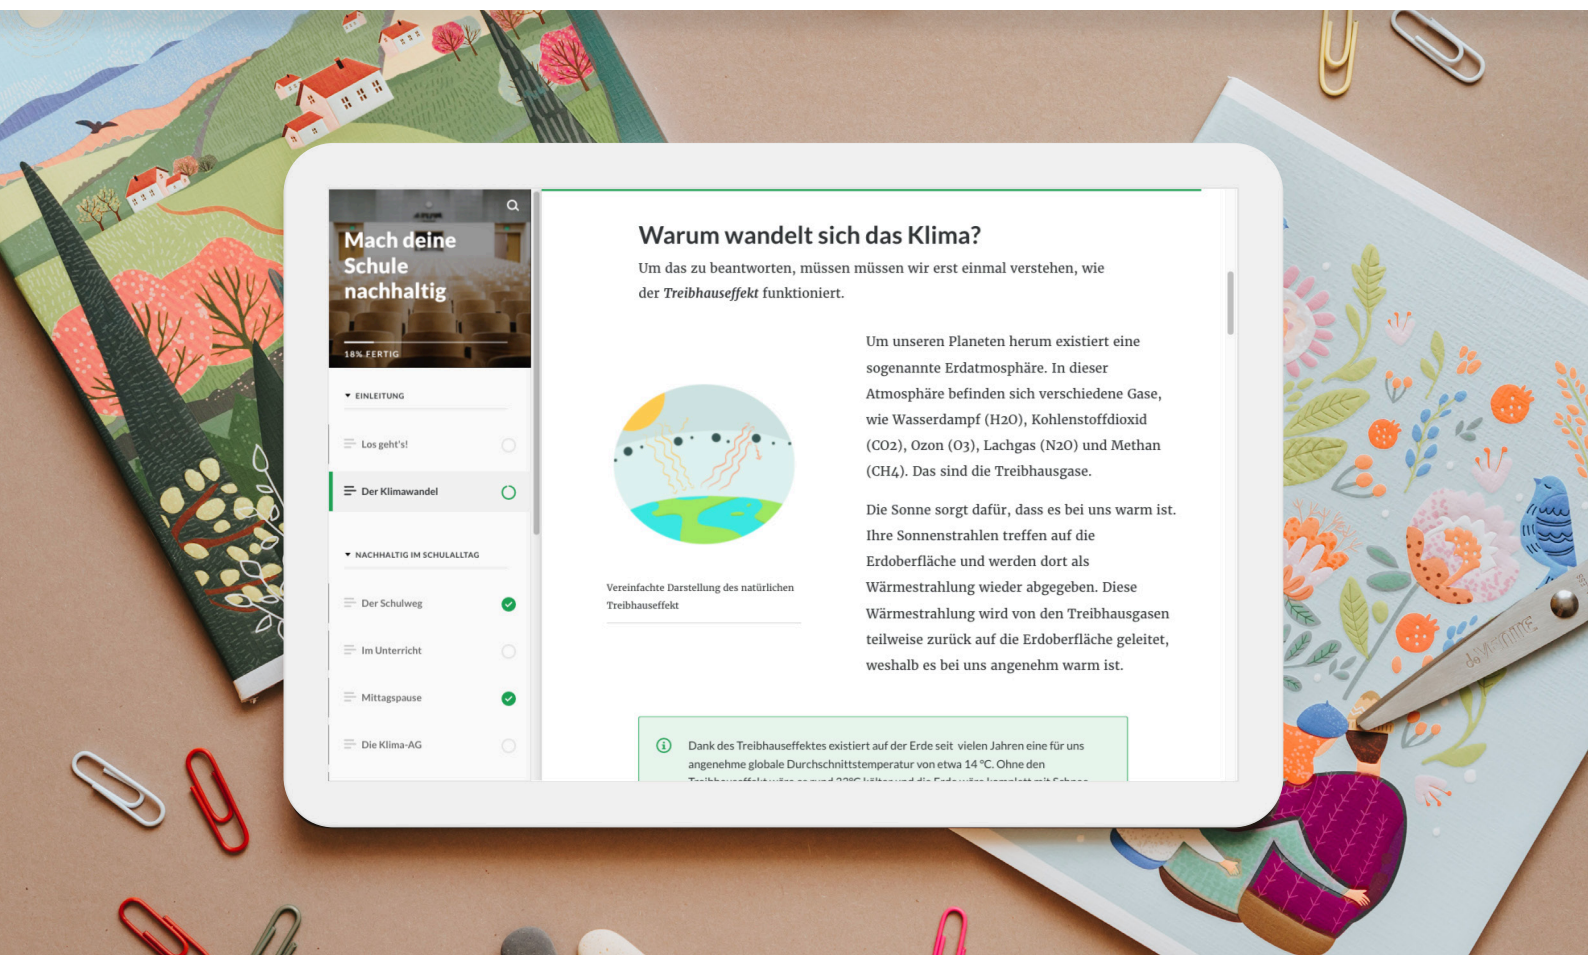 Mach deine
Schule
nachhaltig
18% FERTIG
EINLEITUNG
Los geht's!
Der Klimawandel
NACHHALTIG IM SCHULALLTAG
Der Schulweg
Im Unterricht
Mittagspause
Die Klima-AG
Warum wandelt sich das Klima?
Um das zu beantworten, müssen müssen wir erst einmal verstehen, wie
der Treibhauseffekt funktioniert.
Vereinfachte Darstellung des natürlichen
Treibhauseffekt
Um unseren Planeten herum existiert eine
sogenannte Erdatmosphäre. In dieser
Atmosphäre befinden sich verschiedene Gase,
wie Wasserdampf (H2O), Kohlenstoffdioxid
(CO2), Ozon (O3), Lachgas (N2O) und Methan
(CH4). Das sind die Treibhausgase.
Die Sonne sorgt dafür, dass es bei uns warm ist.
Ihre Sonnenstrahlen treffen auf die
Erdoberfläche und werden dort als
Wärmestrahlung wieder abgegeben. Diese
Wärmestrahlung wird von den Treibhausgasen
teilweise zurück auf die Erdoberfläche geleitet,
weshalb es bei uns angenehm warm ist.
Dank des Treibhauseffektes existiert auf der Erde seit vielen Jahren eine für uns
angenehme globale Durchschnittstemperatur von etwa 14 °C. Ohne den